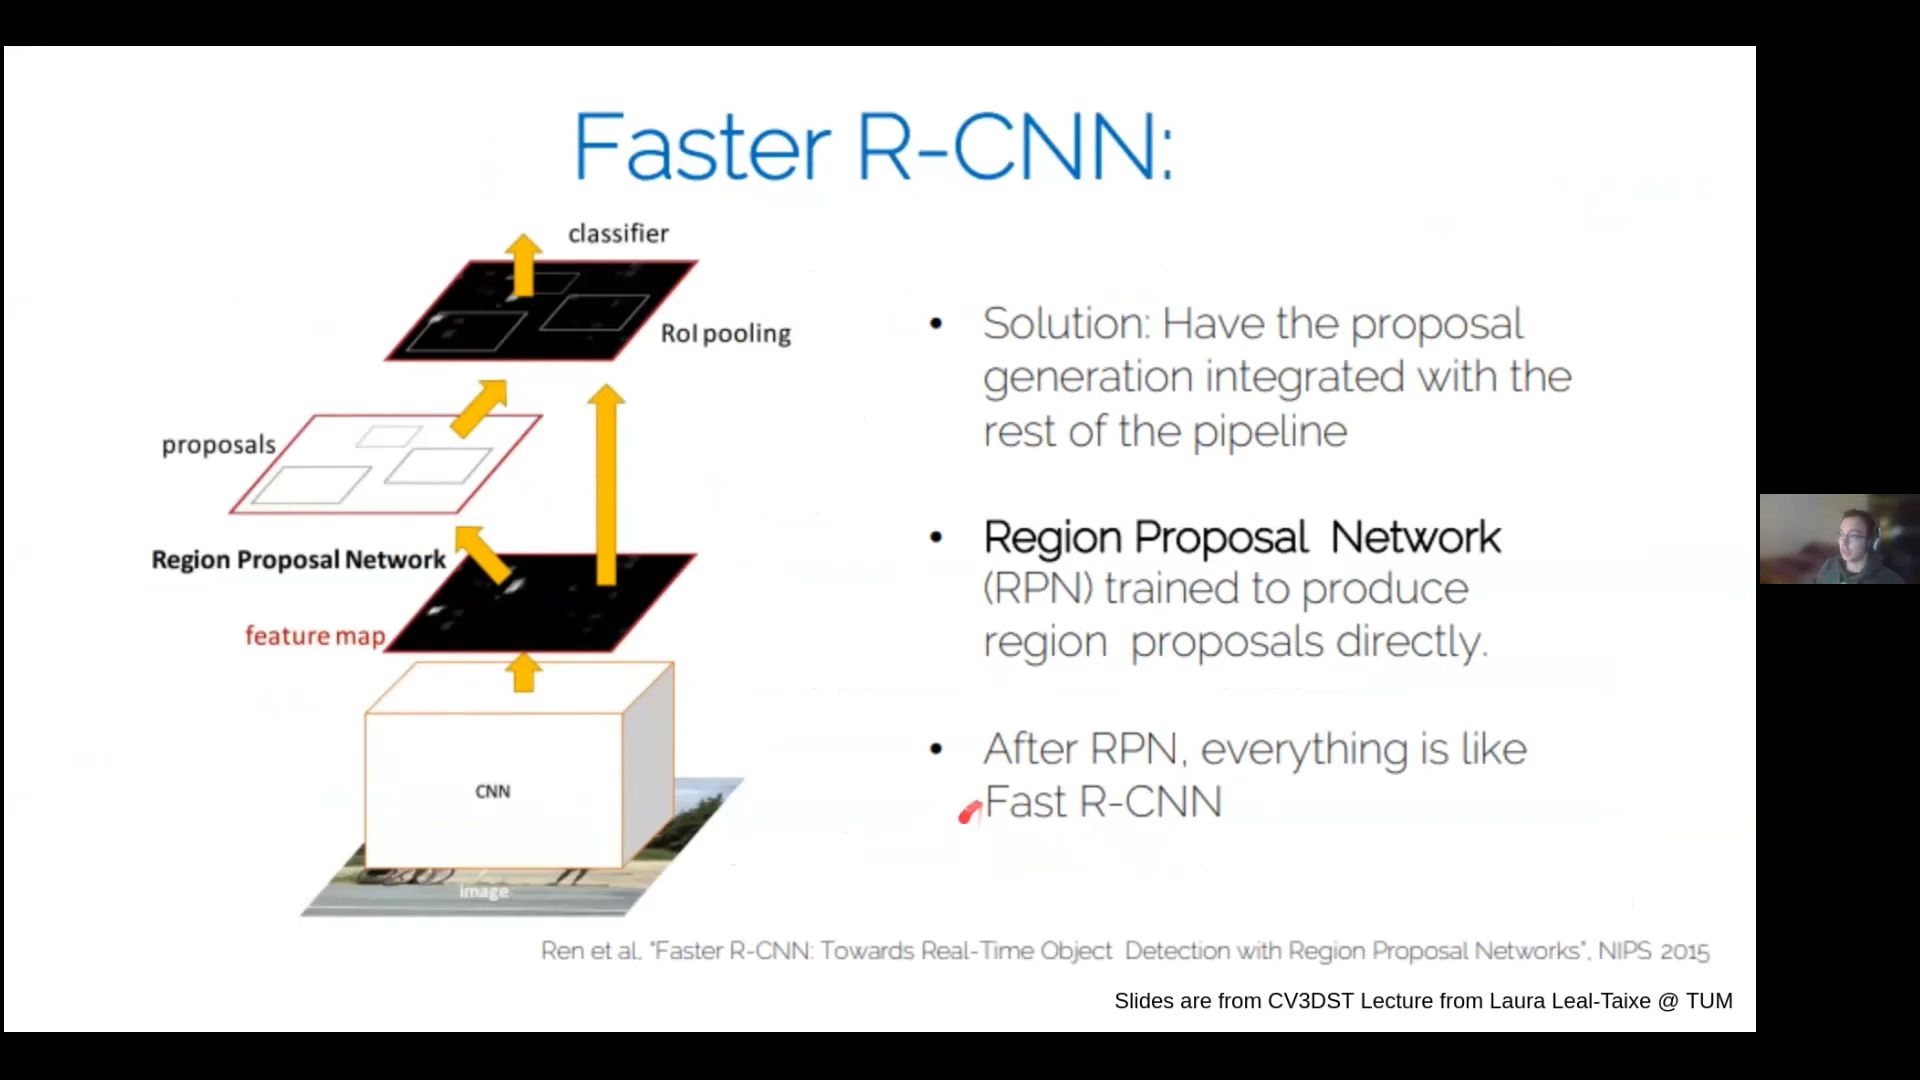 Faster R-CNN:
classifier
RoI pooling
proposals
Region Proposal Network
feature map
CNN
image
• Solution: Have the proposal
generation integrated with the
rest of the pipeline
• Region Proposal Network
(RPN) trained to produce
region proposals directly.
• After RPN, everything is like
Fast R-CNN
Ren et al, "Faster R-CNN: Towards Real-Time Object Detection with Region Proposal Networks", NIPS 2015
Slides are from CV3DST Lecture from Laura Leal-Taixe @ TUM